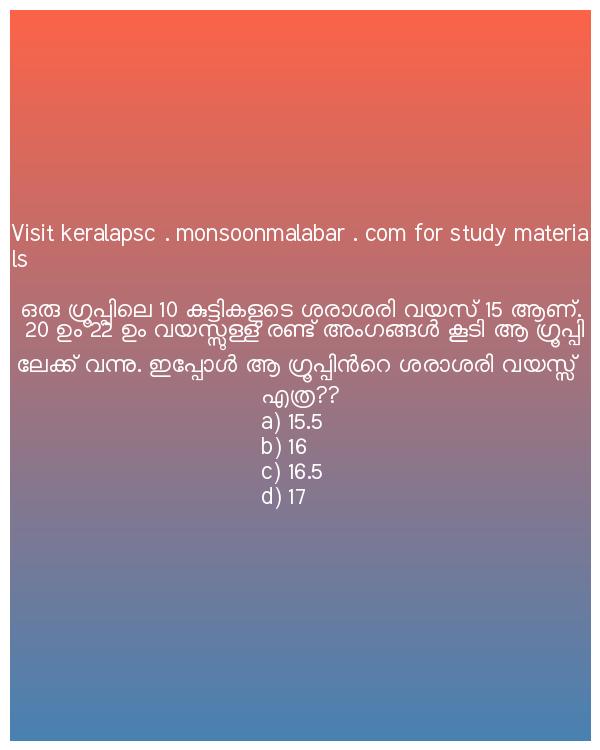 Visit keralapsc . monsoonmalabar . com for study materia
ls
ഒരു ഗ്രൂപ്പിലെ 10 കുട്ടികളുടെ ശരാശരി വയസ് 15 ആണ്.
20 ഉം 22 ഉം വയസ്സുള്ള രണ്ട് അംഗങ്ങൾ കൂടി ആ ഗ്രൂപ്പി
ലേക്ക് വന്നു. ഇപ്പോൾ ആ ഗ്രൂപ്പിൻറെ ശരാശരി വയസ്സ്
എത്ര??
a) 15.5
b) 16
c) 16.5
d) 17